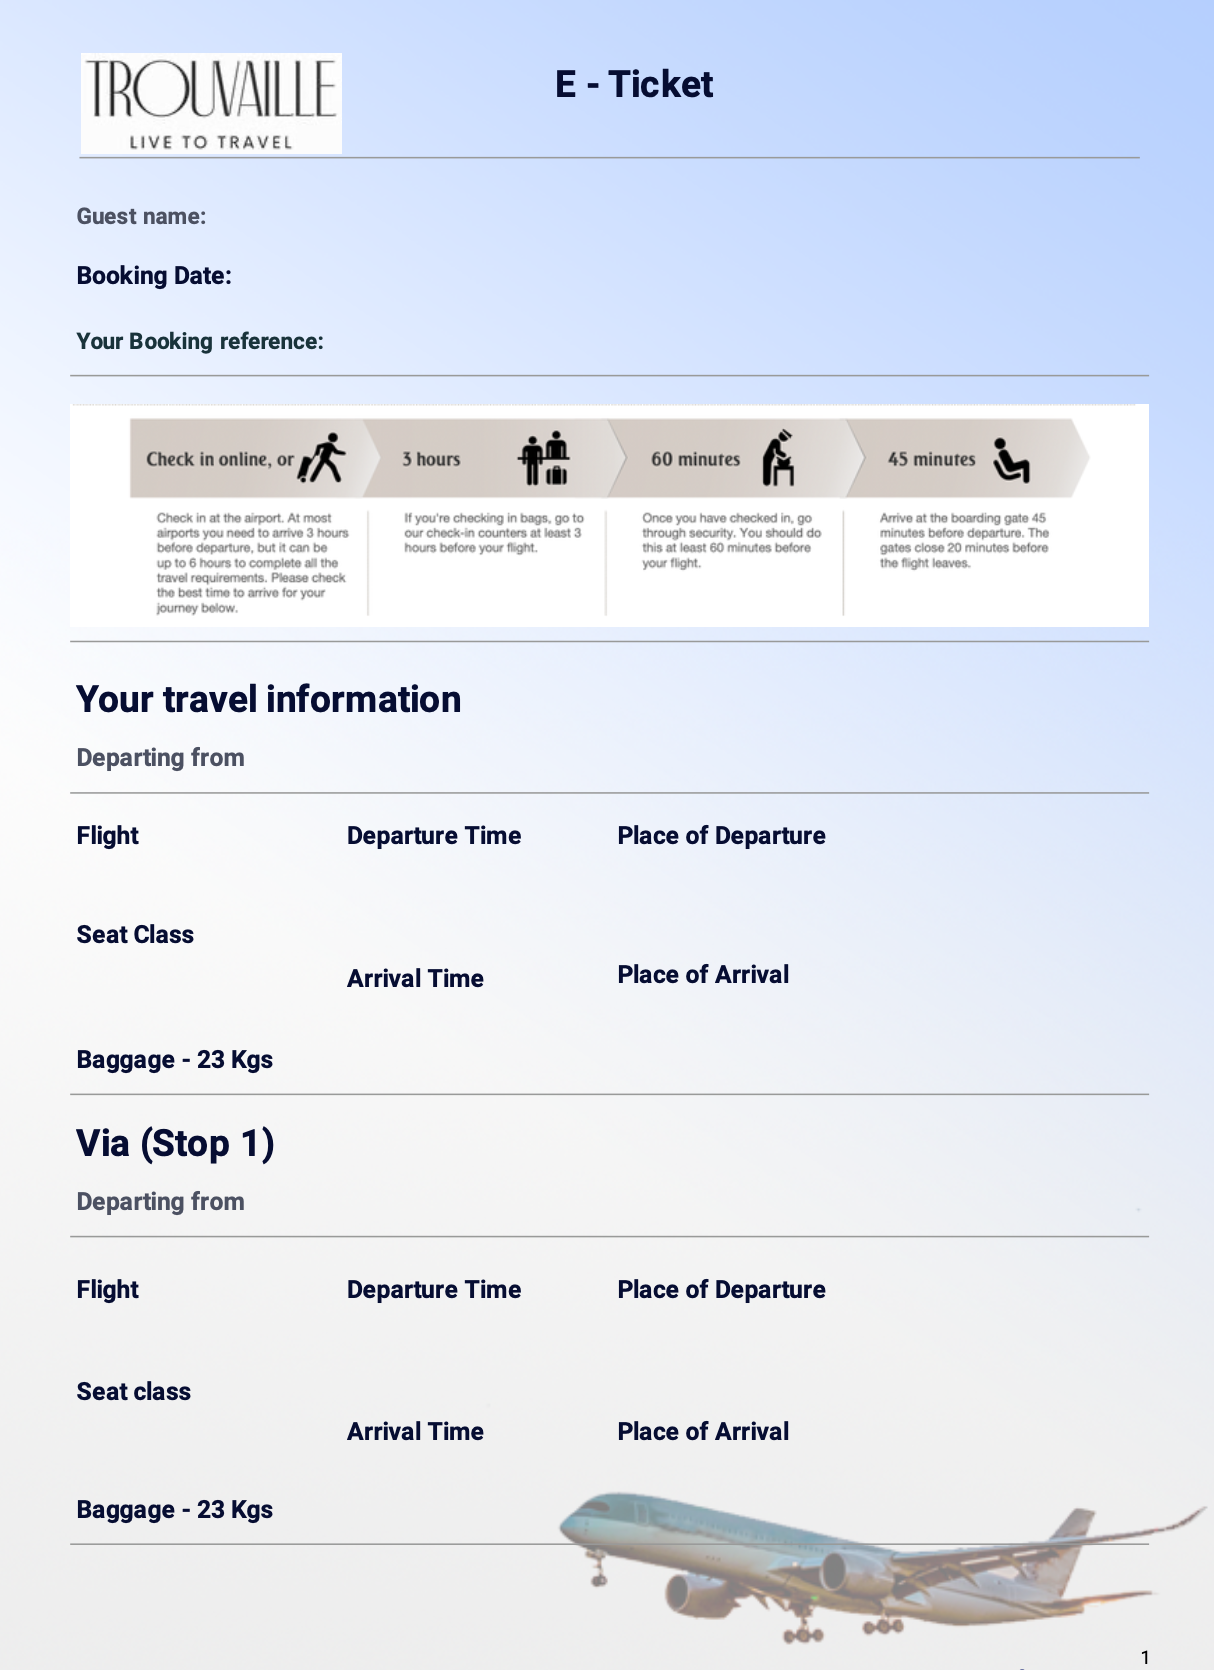 TROUVAILLE
LIVE TO TRAVEL
E - Ticket
Guest name:
Booking Date:
Your Booking reference:
Check in online, or
3 hours
60 minutes
45 minutes
Check in at the airport. At most
airports you need to arrive 3 hours
before departure, but it can be
up to 6 hours to complete all the
travel requirements. Please check
the best time to arrive for your
journey below.
If you're checking in bags, go to
our check-in counters at least 3
hours before your flight.
Once you have checked in, go
through security. You should do
this at least 60 minutes before
your flight.
Arrive at the boarding gate 45
minutes before departure. The
gates close 20 minutes before
the flight leaves.
Your travel information
Departing from
Flight
Departure Time
Place of Departure
Seat Class
Arrival Time
Place of Arrival
Baggage - 23 Kgs
Via (Stop 1)
Departing from
Flight
Departure Time
Place of Departure
Seat class
Arrival Time
Place of Arrival
Baggage - 23 Kgs
1